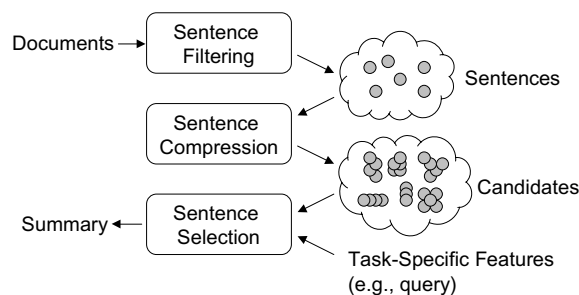 Documents
Sentence
Filtering
Sentences
Sentence
Compression
Candidates
Summary
Sentence
Selection
Task-Specific Features
(e.g., query)